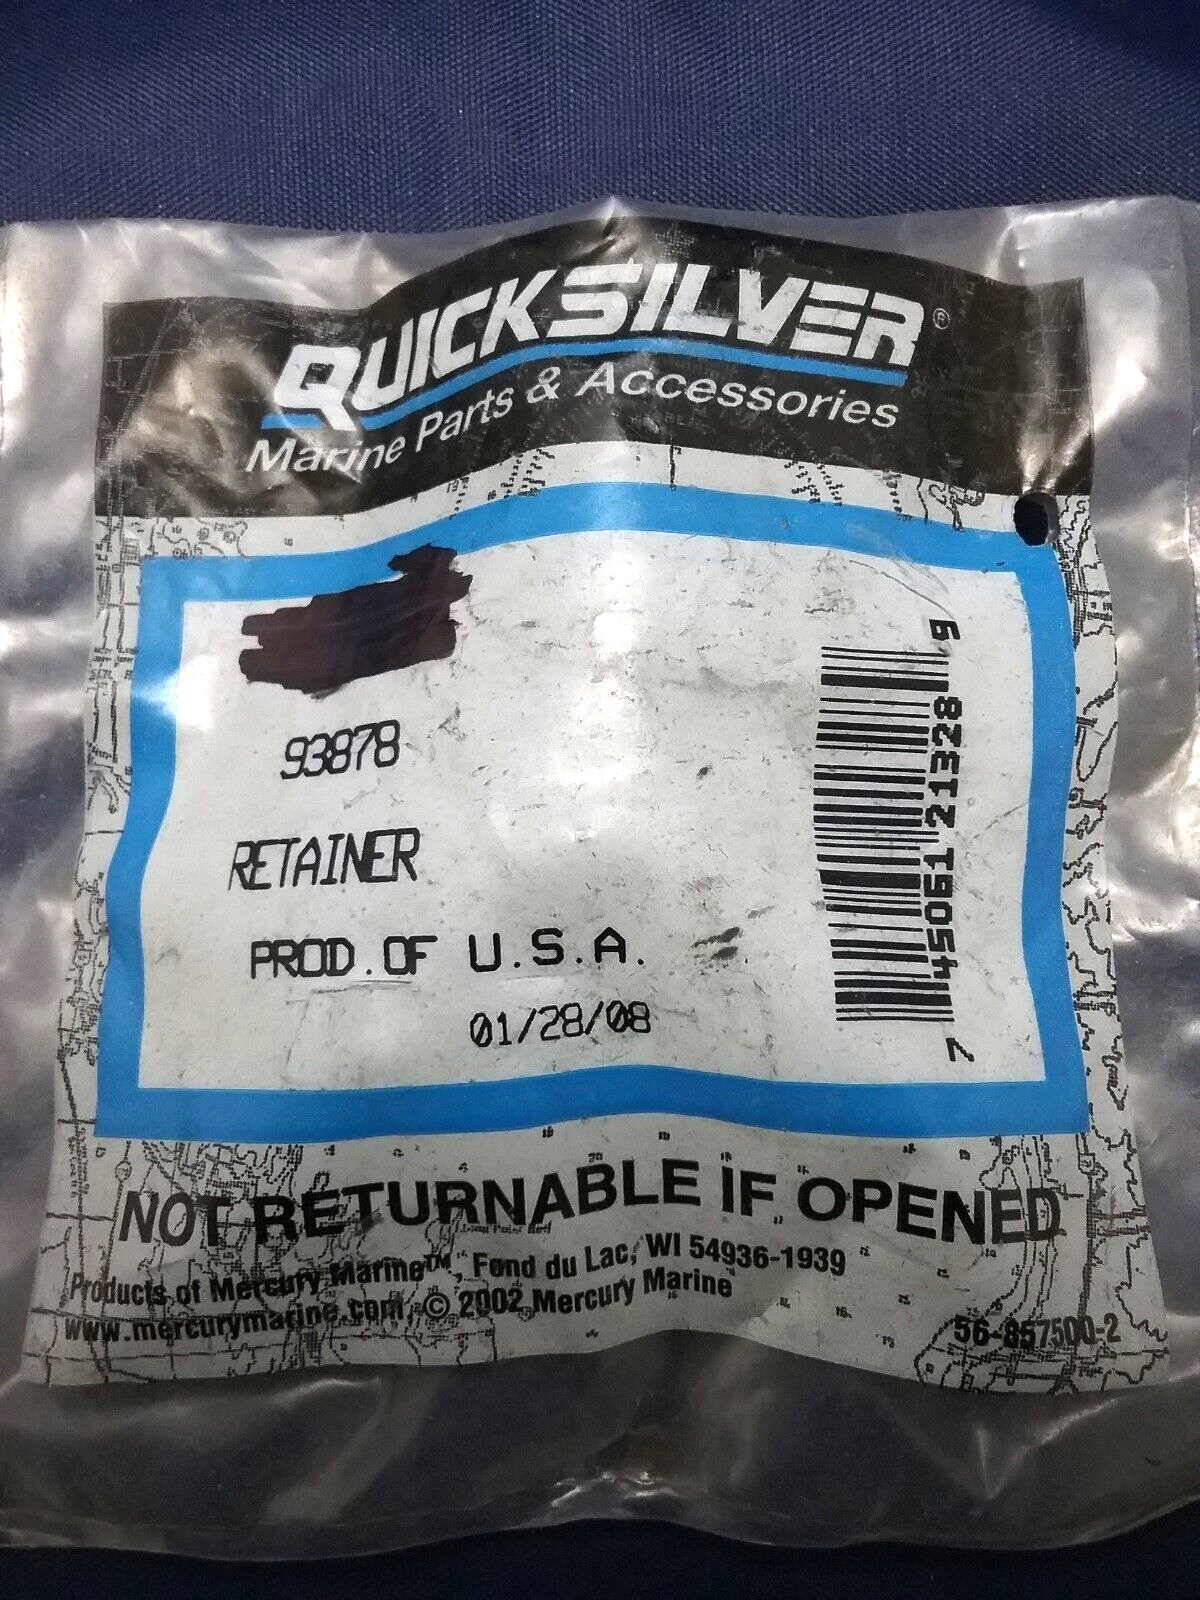 QUICKSILVER®
Marine Parts & Accessories
93878
RETAINER
PROD. OF U.S.A.
01/28/08
7 45061 21328 9
NOT RETURNABLE IF OPENED
Products of Mercury Marine™, Fond du Lac, WI 54936-1939
www.mercurymarine.com © 2002 Mercury Marine
56-857500-2